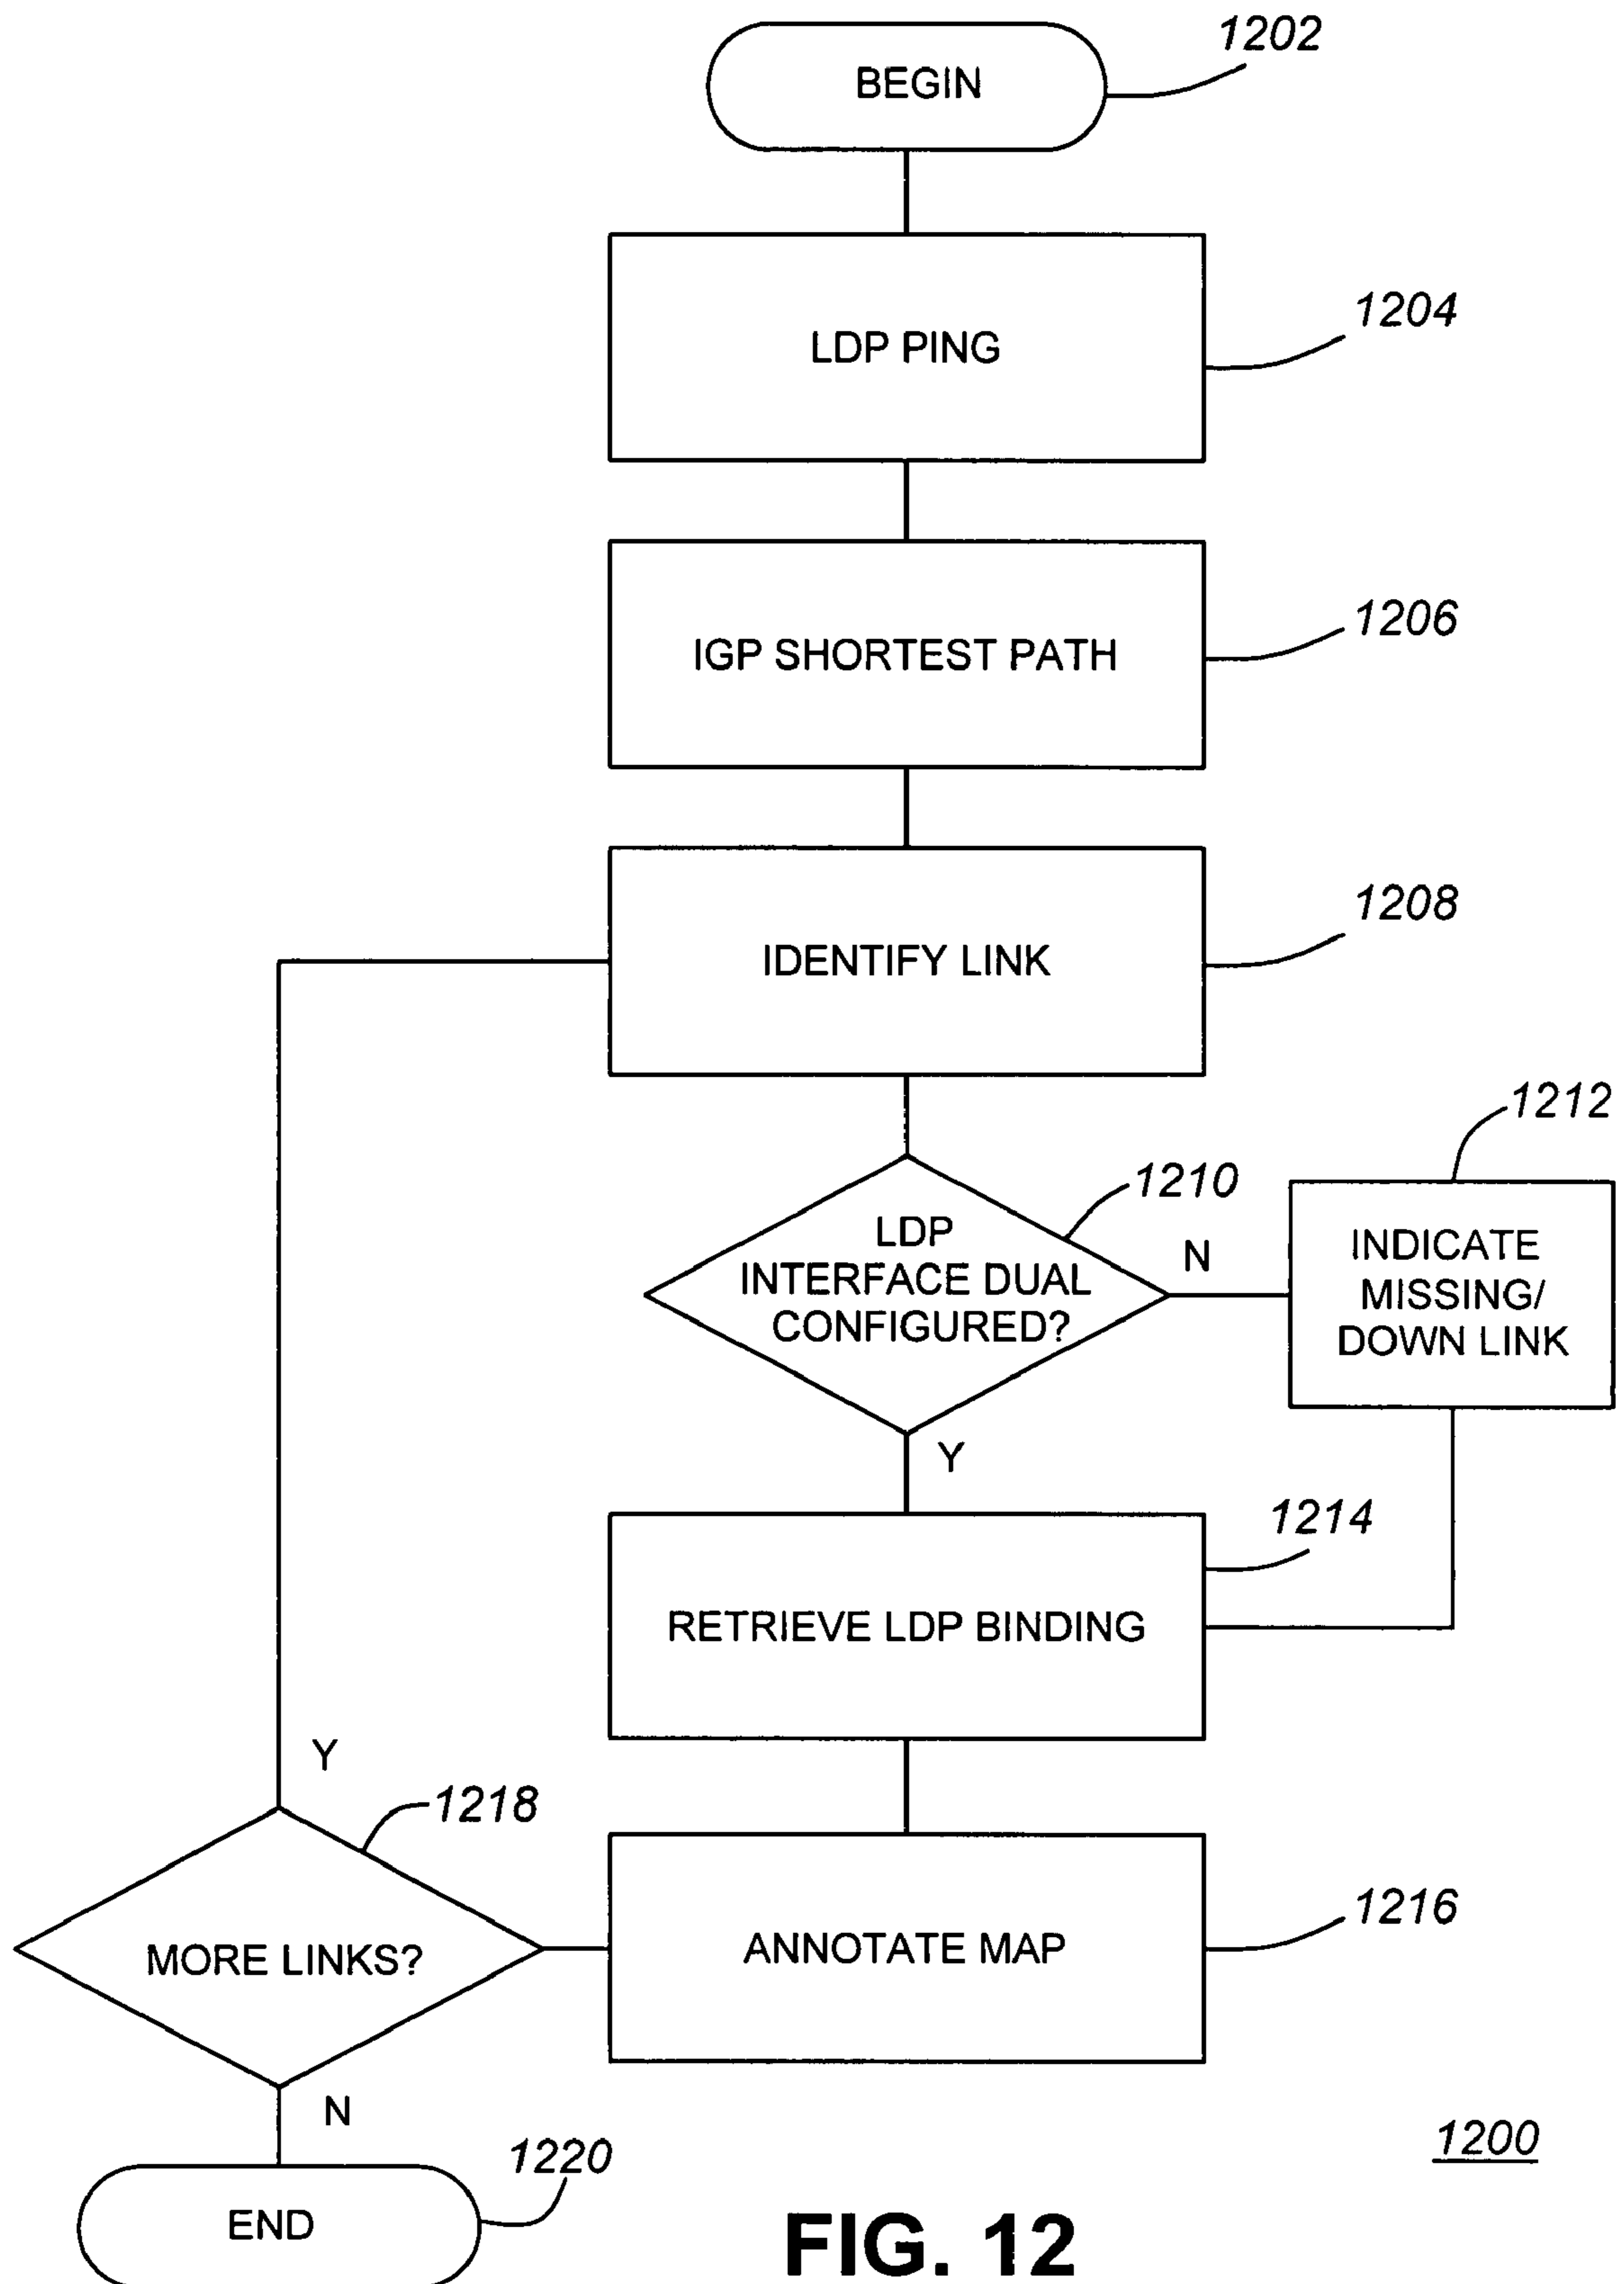 1202
BEGIN
1204
LDP PING
1206
IGP SHORTEST PATH
1208
IDENTIFY LINK
1212
1210
LDP
INTERFACE DUAL
CONFIGURED?
N
INDICATE
MISSING/
DOWN LINK
Y
1214
RETRIEVE LDP BINDING
Y
1218
MORE LINKS?
1216
ANNOTATE MAP
N
1220
END
1200
FIG. 12